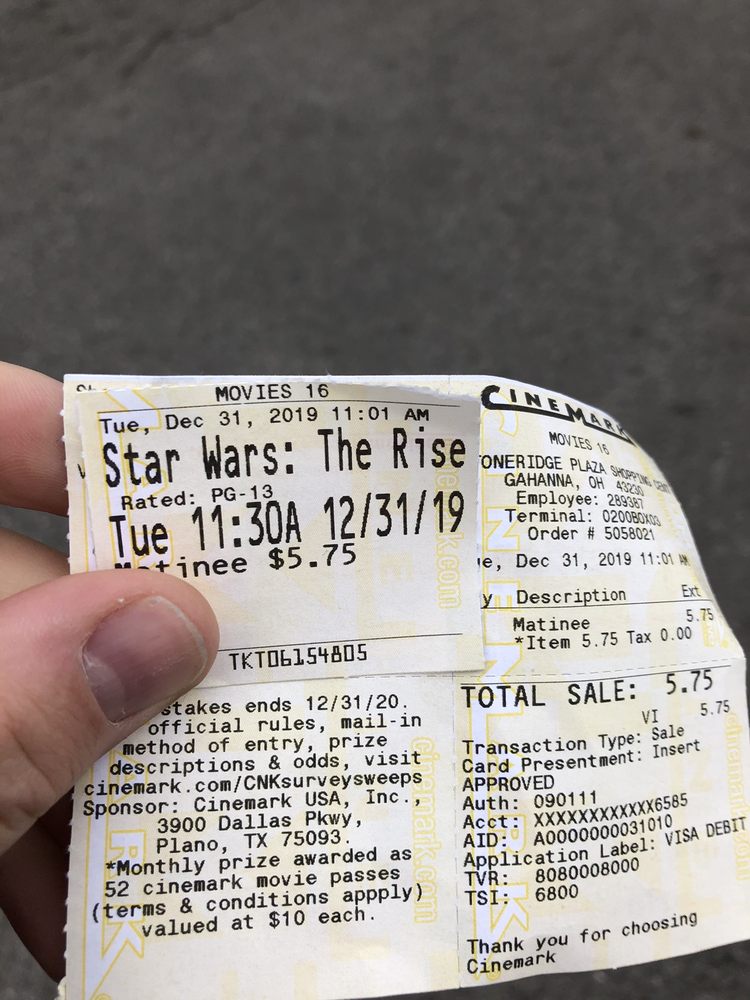 MOVIES 16
Tue, Dec 31, 2019 11:01 AM
Star Wars: The Rise
Rated: PG-13
Tue 11:30A 12/31/19
Matinee $5.75
TKT06154805
stakes ends 12/31/20.
official rules, mail-in
method of entry, prize
descriptions & odds, visit
cinemark.com/CNKsurveysweeps
Sponsor: Cinemark USA, Inc.,
3900 Dallas Pkwy,
Plano, TX 75093.
*Monthly prize awarded as
52 cinemark movie passes
(terms & conditions appply)
valued at $10 each.
CINEMARK
MOVIES 16
ONERIDGE PLAZA SHOPPING CENT
GAHANNA, OH 43230
Employee: 289387
Terminal: 0200BOX03
Order # 5058021
e, Dec 31, 2019 11:01 AM
y Description Ext
Matinee 5.75
*Item 5.75 Tax 0.00
TOTAL SALE: 5.75
VI 5.75
Transaction Type: Sale
Card Presentment: Insert
APPROVED
Auth: 090111
Acct: XXXXXXXXXXXX6585
AID: A0000000031010
Application Label: VISA DEBIT
TVR: 8080008000
TSI: 6800
Thank you for choosing
Cinemark